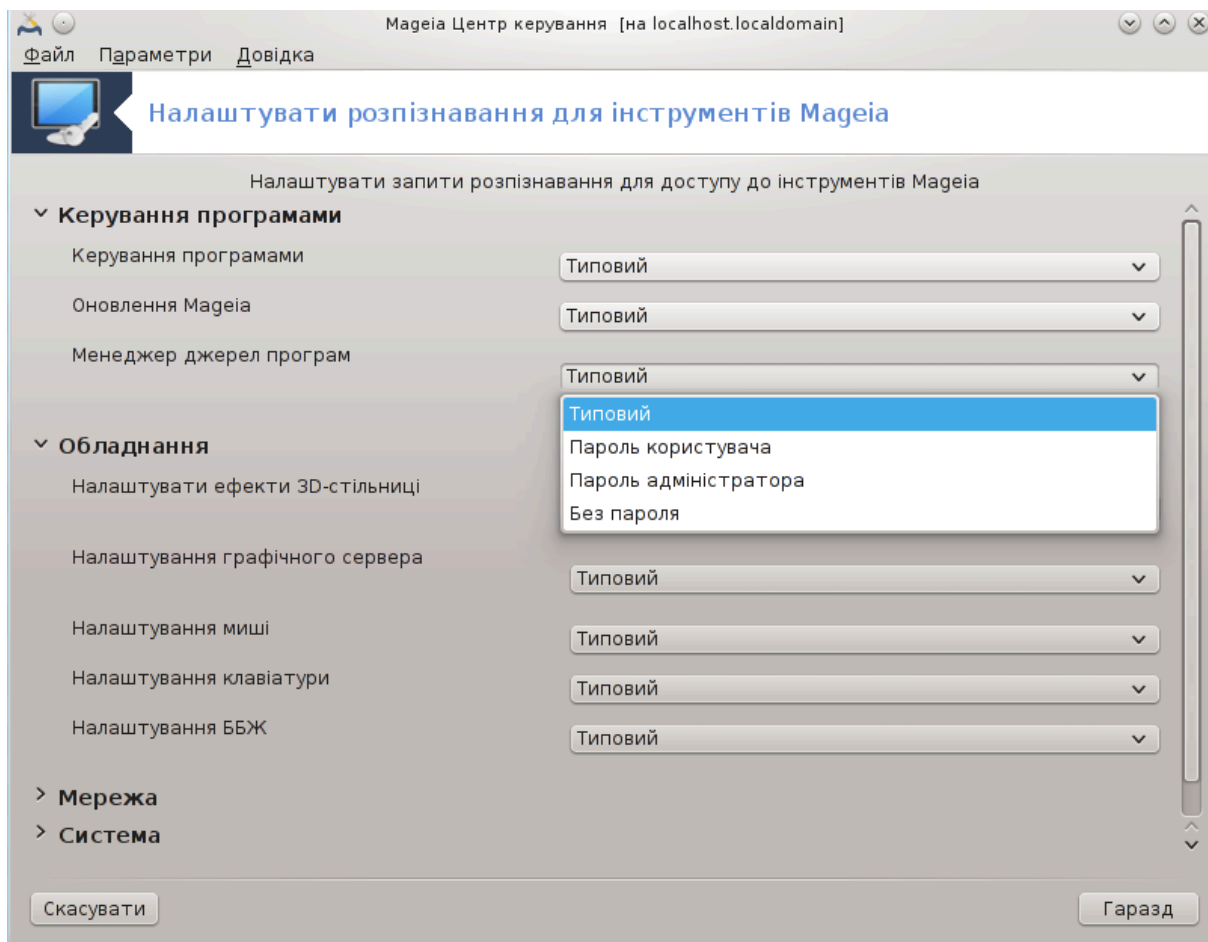 Mageia Центр керування [на localhost.localdomain]
Файл Параметри Довідка
Налаштувати розпізнавання для інструментів Mageia
Налаштувати запити розпізнавання для доступу до інструментів Mageia
Керування програмами
Керування програмами Типовий
Оновлення Mageia Типовий
Менеджер джерел програм Типовий
Типовий
Пароль користувача
Пароль адміністратора
Без пароля
Обладнання
Налаштувати ефекти 3D-стільниці
Налаштування графічного сервера Типовий
Налаштування миші Типовий
Налаштування клавіатури Типовий
Налаштування ББЖ Типовий
Мережа
Система
Скасувати Гаразд